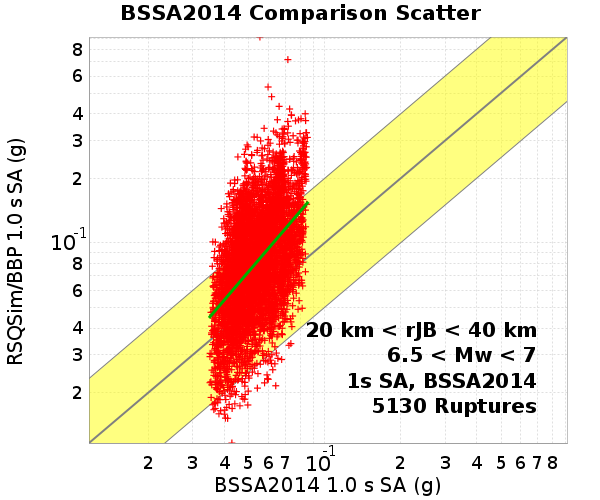 BSSA2014 Comparison Scatter
RSQSim/BBP 1.0 s SA (g)
8
6
4
3
2
10-1
8
6
4
3
2
20 km < rJB < 40 km
6.5 < Mw < 7
1s SA, BSSA2014
5130 Ruptures
2 3 4 5 6 7 10-1 2 3 4 5 6 7 8
BSSA2014 1.0 s SA (g)